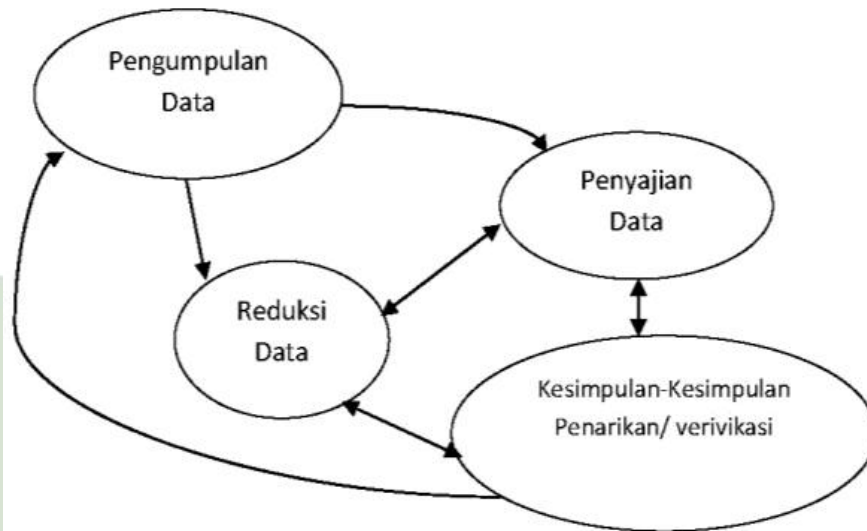 Pengumpulan
Data
Penyajian
Data
Reduksi
Data
Kesimpulan-Kesimpulan
Penarikan/ verivikasi